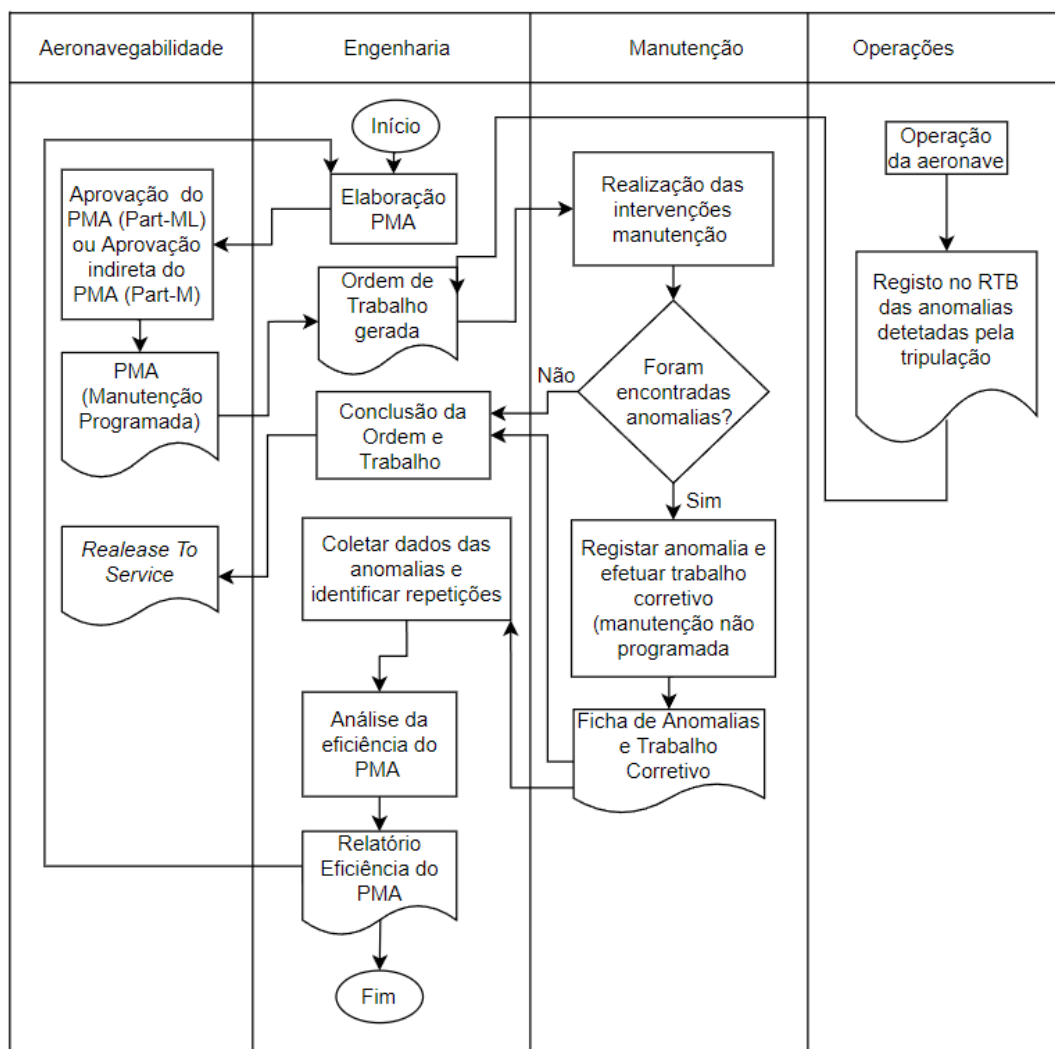 Aeronavegabilidade
Engenharia
Manutenção
Operações
Início
Elaboração
PMA
Aprovação do
PMA (Part-ML)
ou Aprovação
indireta do
PMA (Part-M)
PMA
(Manutenção
Programada)
Ordem de
Trabalho
gerada
Realização das
intervenções
manutenção
Operação
da aeronave
Registo no RTB
das anomalias
detetadas pela
tripulação
Foram
encontradas
anomalias?
Não
Sim
Conclusão da
Ordem e
Trabalho
Realease To
Service
Registar anomalia e
efetuar trabalho
corretivo
(manutenção não
programada
Ficha de Anomalias
e Trabalho
Corretivo
Coletar dados das
anomalias e
identificar repetições
Análise da
eficiência do
PMA
Relatório
Eficiência do
PMA
Fim